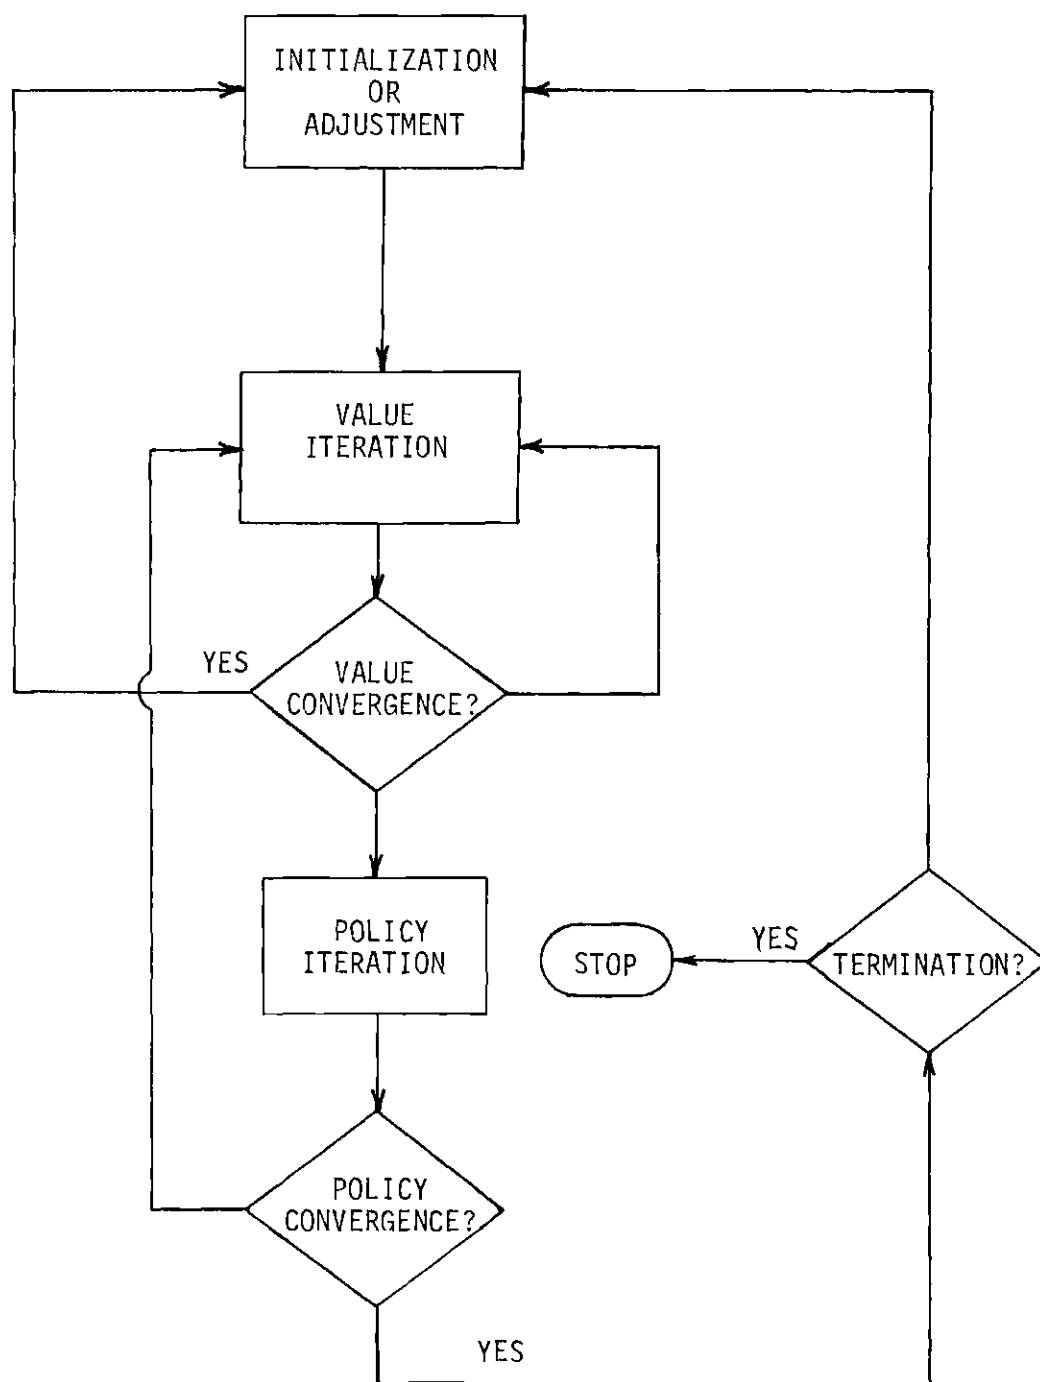 INITIALIZATION
OR
ADJUSTMENT
VALUE
ITERATION
YES
VALUE
CONVERGENCE?
POLICY
ITERATION
STOP
YES
TERMINATION?
POLICY
CONVERGENCE?
YES